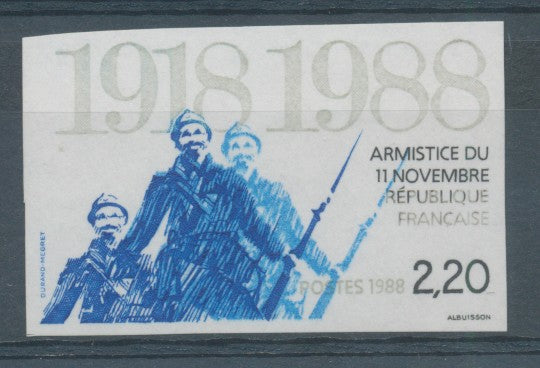 1918 1988
ARMISTICE DU
11 NOVEMBRE
RÉPUBLIQUE
FRANÇAISE
POSTES 1988 2,20
DURAND-MEGRET
ALBUISSON